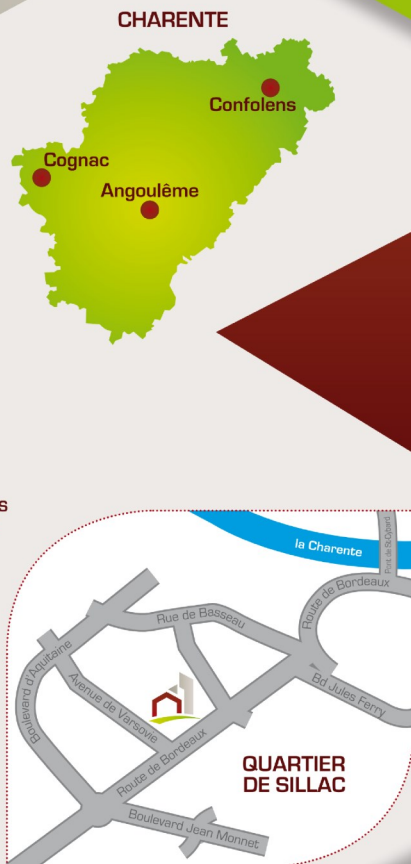 CHARENTE
Confolens
Cognac
Angoulême
s
la Charente
Pont de St Cybard
Route de Bordeaux
Rue de Basseau
Boulevard d'Aquitaine
Avenue de Varsovie
Bd Jules Ferry
Route de Bordeaux
QUARTIER
DE SILLAC
Boulevard Jean Monnet